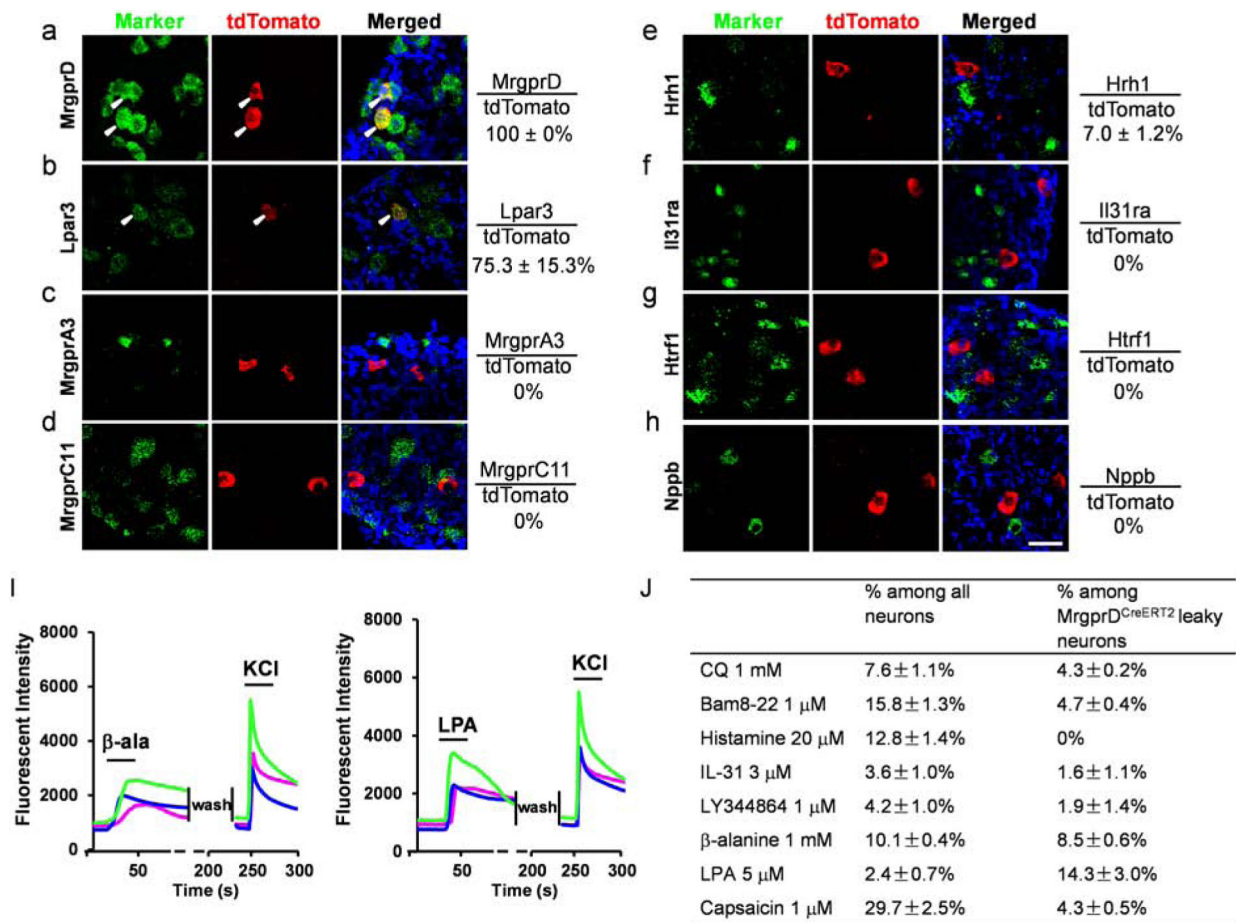 Marker tdTomato Merged
a
MrgprD
MrgprD
tdTomato
100 ± 0%
b
Lpar3
Lpar3
tdTomato
75.3 ± 15.3%
c
MrgprA3
MrgprA3
tdTomato
0%
d
MrgprC11
MrgprC11
tdTomato
0%
Marker tdTomato Merged
e
Hrh1
Hrh1
tdTomato
7.0 ± 1.2%
f
Il31ra
Il31ra
tdTomato
0%
g
Htrf1
Htrf1
tdTomato
0%
h
Nppb
Nppb
tdTomato
0%
I
Fluorescent Intensity
8000
6000
4000
2000
0
β-ala
wash
KCl
50 200 250 300
Time (s)
Fluorescent Intensity
8000
6000
4000
2000
0
LPA
wash
KCl
50 200 250 300
Time (s)
J
% among all neurons % among MrgprD^CreERT2 leaky neurons
CQ 1 mM 7.6±1.1% 4.3±0.2%
Bam8-22 1 μM 15.8±1.3% 4.7±0.4%
Histamine 20 μM 12.8±1.4% 0%
IL-31 3 μM 3.6±1.0% 1.6±1.1%
LY344864 1 μM 4.2±1.0% 1.9±1.4%
β-alanine 1 mM 10.1±0.4% 8.5±0.6%
LPA 5 μM 2.4±0.7% 14.3±3.0%
Capsaicin 1 μM 29.7±2.5% 4.3±0.5%